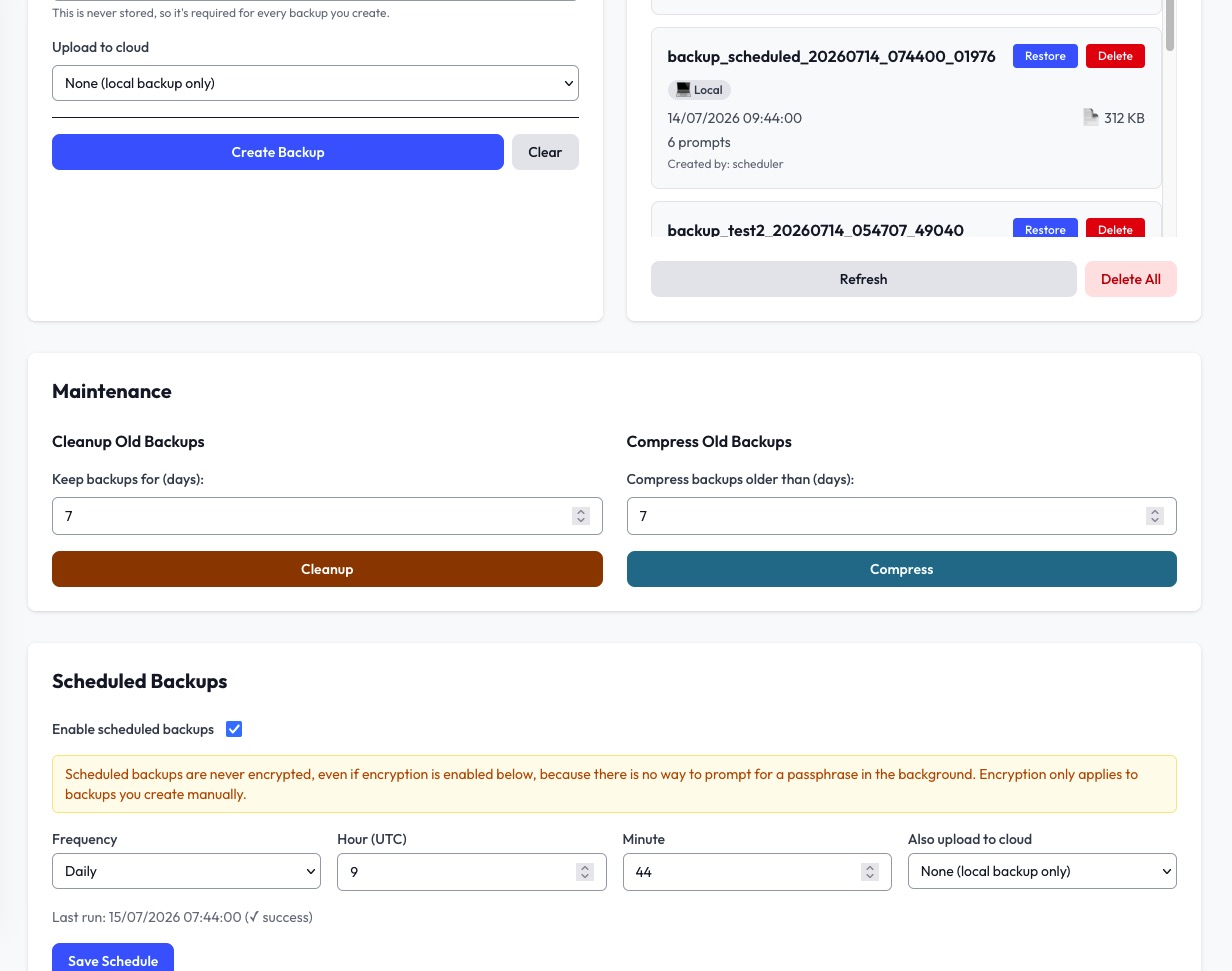 This is never stored, so it's required for every backup you create.
Upload to cloud
None (local backup only)
Create Backup
Clear
backup_scheduled_20260714_074400_01976
Restore
Delete
Local
14/07/2026 09:44:00
312 KB
6 prompts
Created by: scheduler
backup_test2_20260714_054707_49040
Restore
Delete
Refresh
Delete All
Maintenance
Cleanup Old Backups
Keep backups for (days):
7
Cleanup
Compress Old Backups
Compress backups older than (days):
7
Compress
Scheduled Backups
Enable scheduled backups
Scheduled backups are never encrypted, even if encryption is enabled below, because there is no way to prompt for a passphrase in the background. Encryption only applies to
backups you create manually.
Frequency
Daily
Hour (UTC)
9
Minute
44
Also upload to cloud
None (local backup only)
Last run: 15/07/2026 07:44:00 (✓ success)
Save Schedule